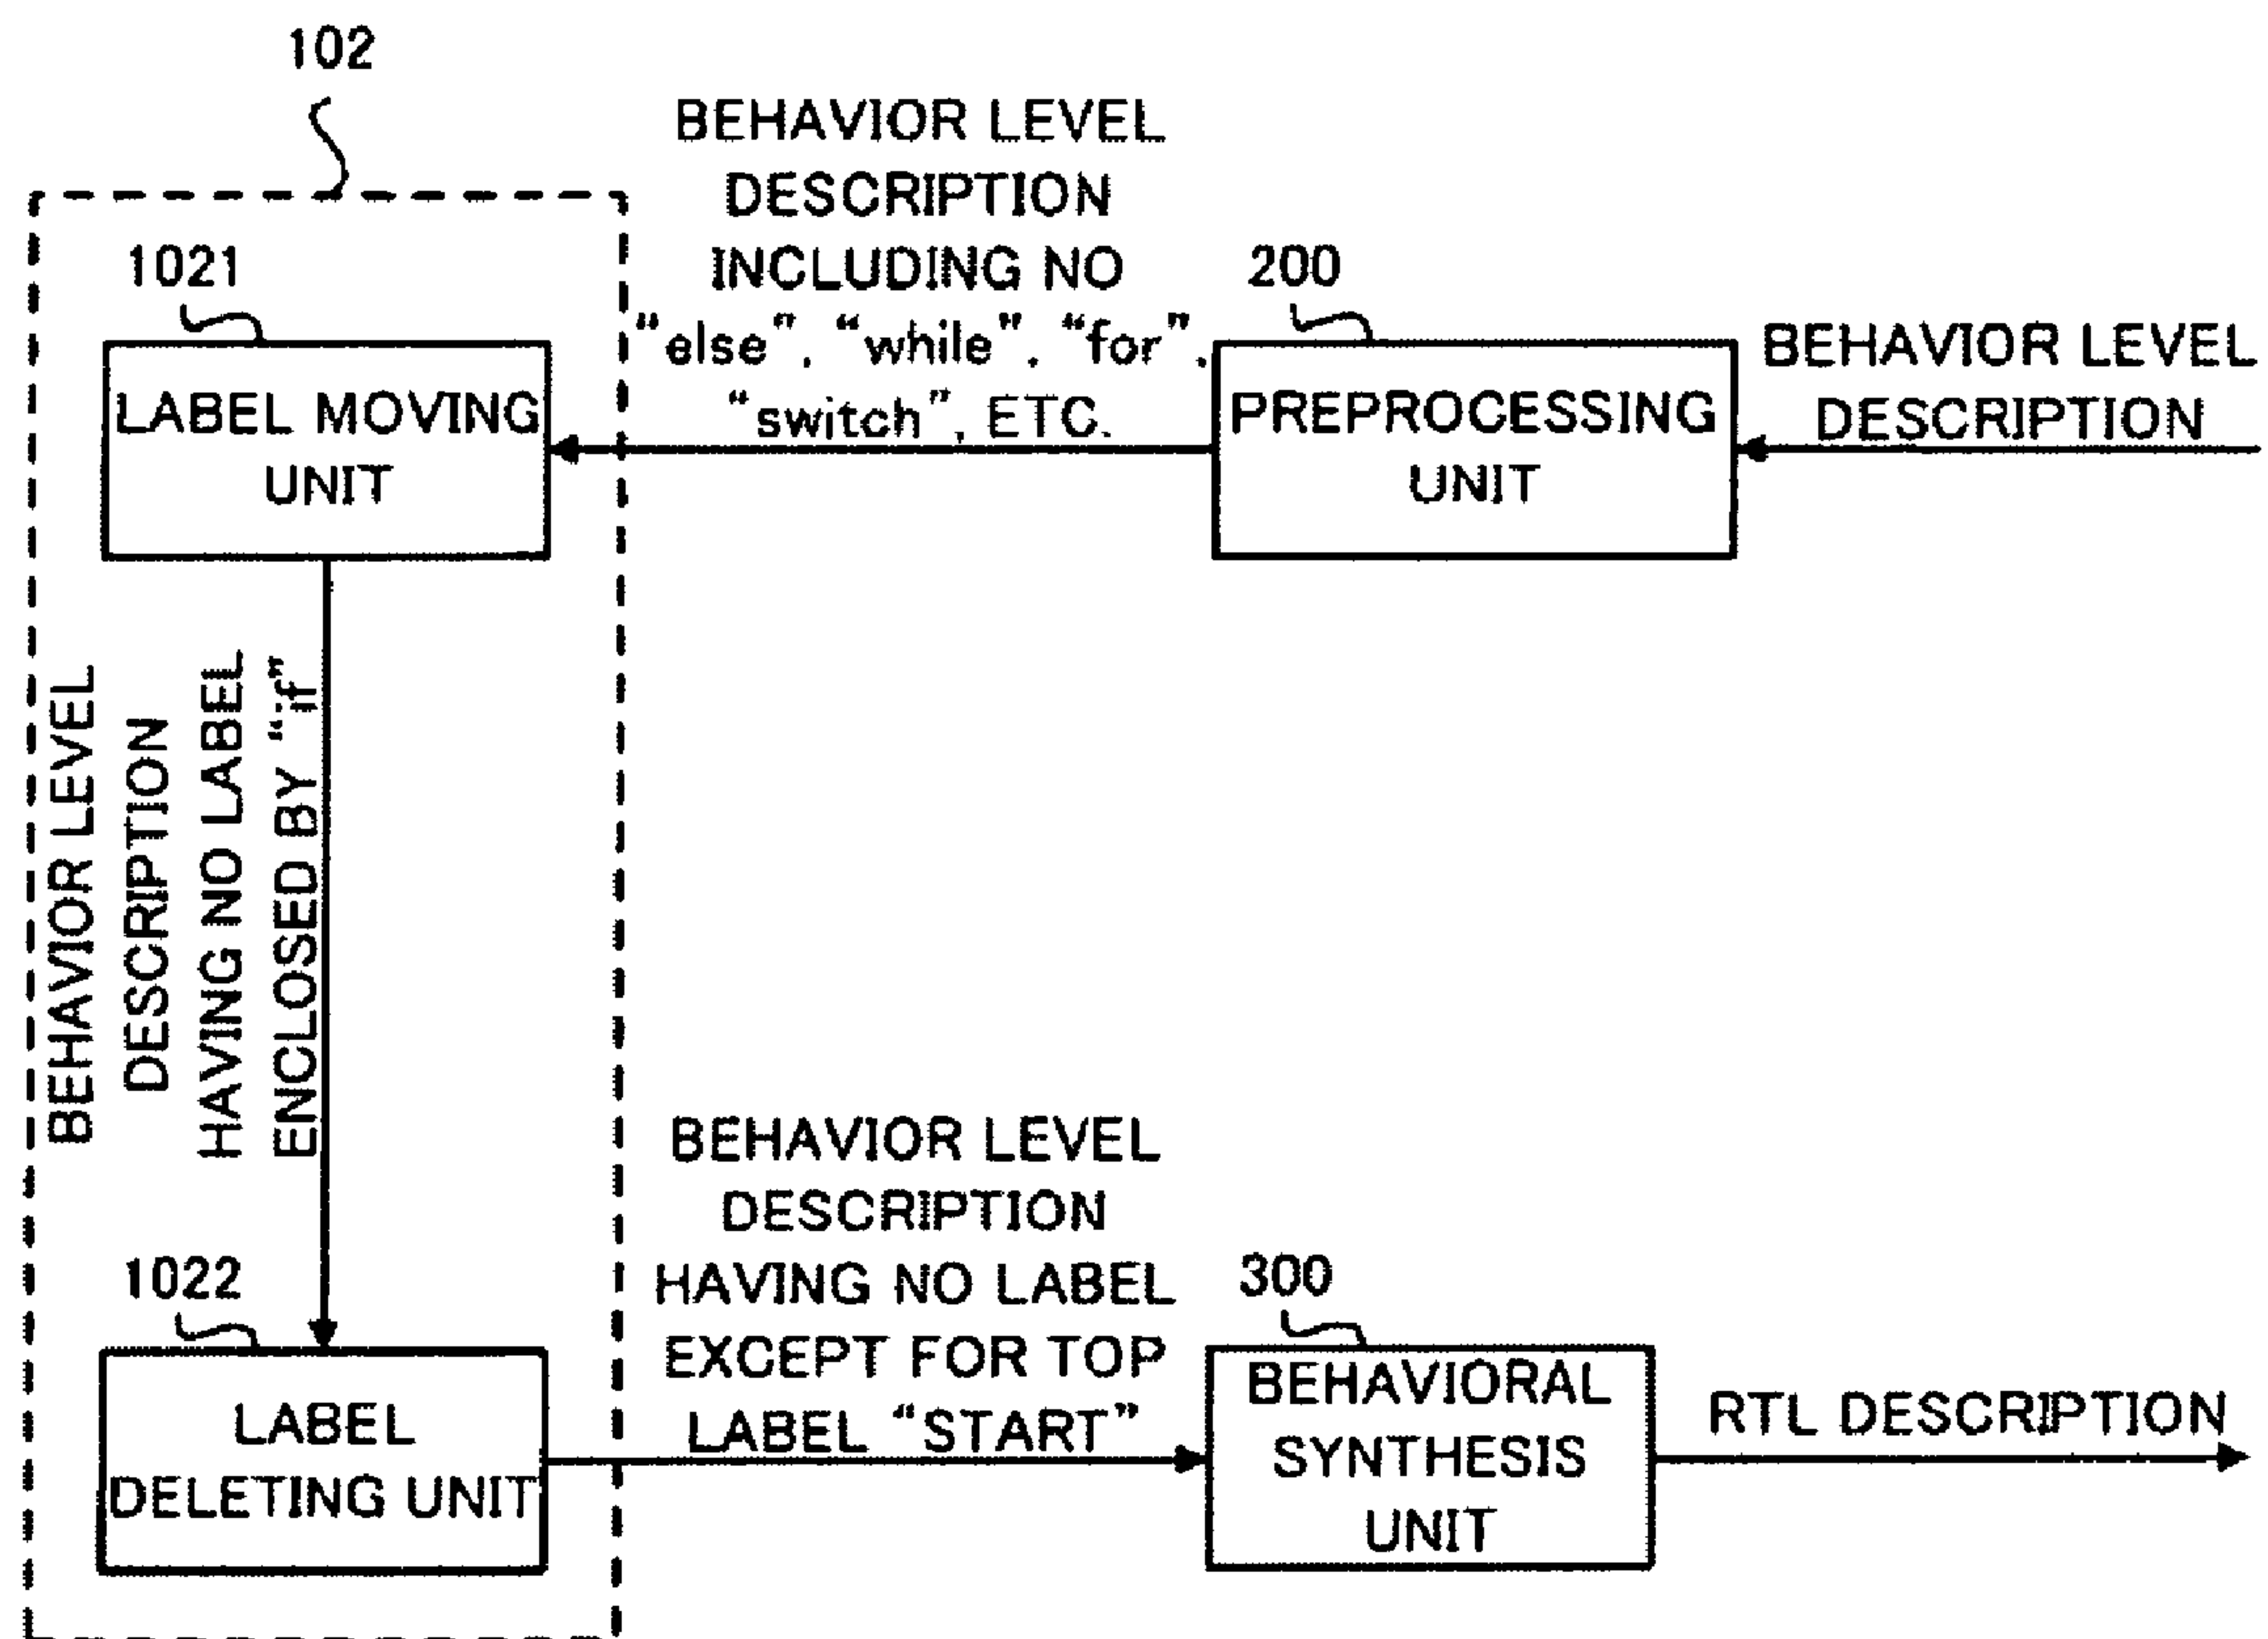 102
BEHAVIOR LEVEL
DESCRIPTION
INCLUDING NO
“else”, “while”, “for”,
“switch”, ETC.
1021
LABEL MOVING
UNIT
200
PREPROCESSING
UNIT
BEHAVIOR LEVEL
DESCRIPTION
BEHAVIOR LEVEL
DESCRIPTION
HAVING NO LABEL
ENCLOSED BY “if”
1022
LABEL
DELETING UNIT
BEHAVIOR LEVEL
DESCRIPTION
HAVING NO LABEL
EXCEPT FOR TOP
LABEL “START”
300
BEHAVIORAL
SYNTHESIS
UNIT
RTL DESCRIPTION